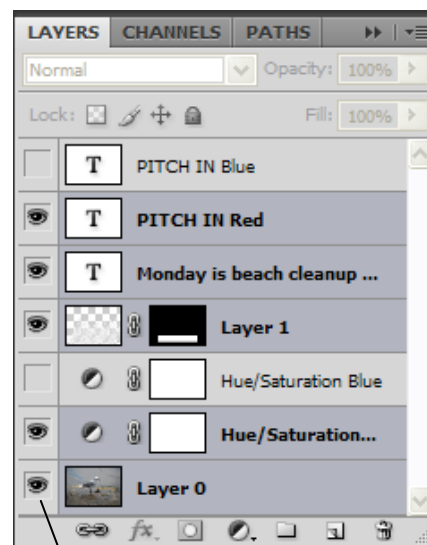 LAYERS CHANNELS PATHS
Normal Opacity: 100%
Lock: Fill: 100%
T PITCH IN Blue
T PITCH IN Red
T Monday is beach cleanup ...
Layer 1
Hue/Saturation Blue
Hue/Saturation...
Layer 0
fx.